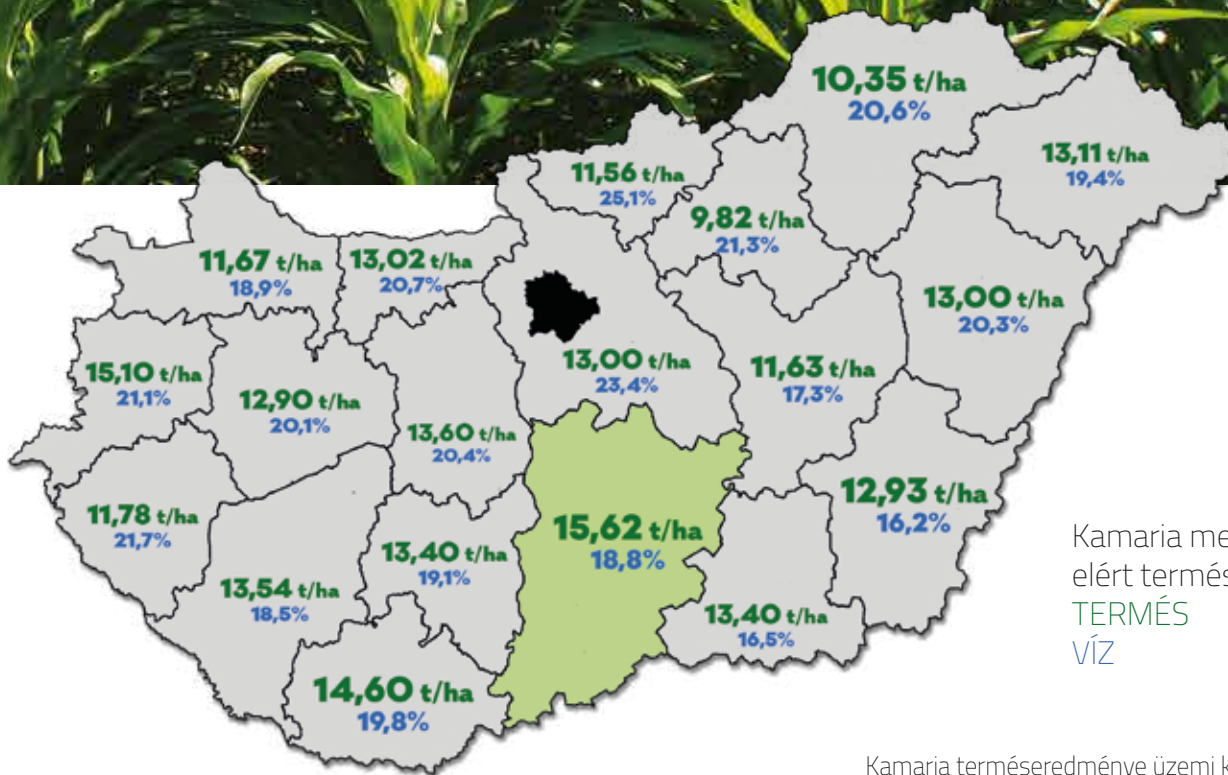 10,35 t/ha
20,6%
13,11 t/ha
19,4%
11,56 t/ha
25,1%
9,82 t/ha
21,3%
11,67 t/ha
18,9%
13,02 t/ha
20,7%
13,00 t/ha
20,3%
15,10 t/ha
21,1%
12,90 t/ha
20,1%
13,00 t/ha
23,4%
11,63 t/ha
17,3%
13,60 t/ha
20,4%
12,93 t/ha
16,2%
11,78 t/ha
21,7%
13,40 t/ha
19,1%
15,62 t/ha
18,8%
13,54 t/ha
18,5%
13,40 t/ha
16,5%
14,60 t/ha
19,8%
Kamaria me
elért termés
TERMÉS
VÍZ
Kamaria terméseredménye üzemi k